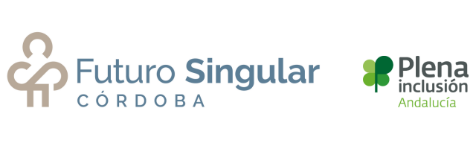 Futuro Singular
CÓRDOBA
Plena
inclusión
Andalucía